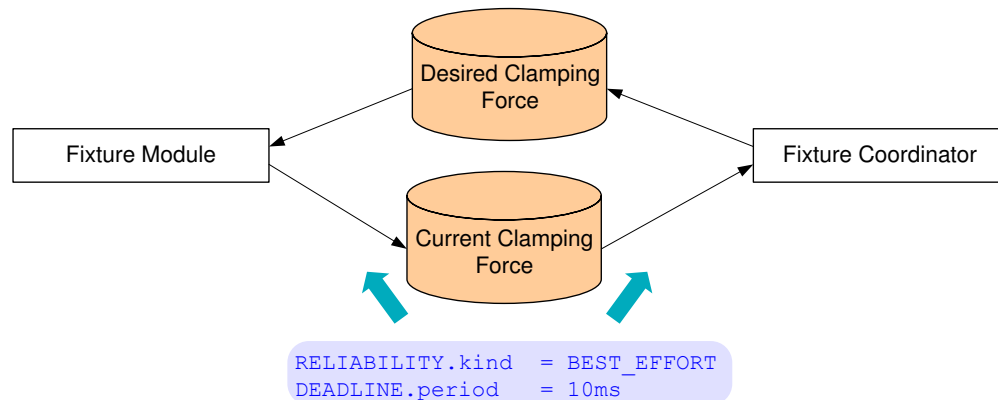 Desired Clamping
Force
Fixture Module
Fixture Coordinator
Current Clamping
Force
RELIABILITY.kind = BEST_EFFORT
DEADLINE.period = 10ms